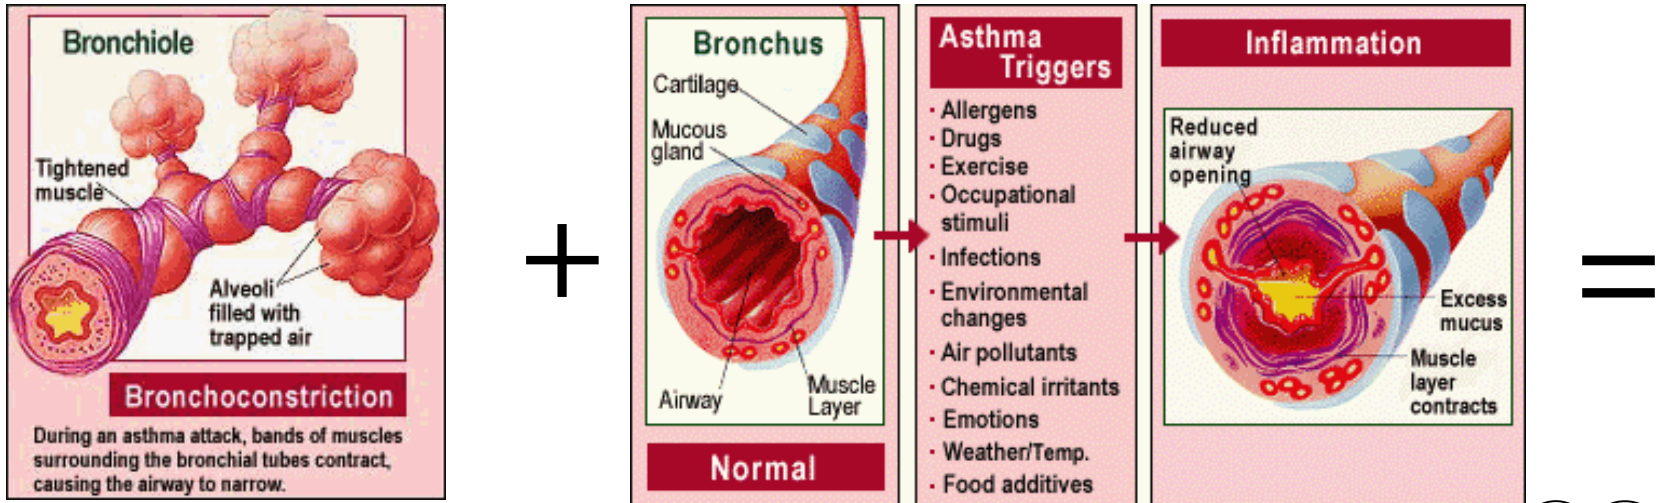 Bronchiole
Tightened
muscle
Alveoli
filled with
trapped air
Bronchoconstriction
During an asthma attack, bands of muscles
surrounding the bronchial tubes contract,
causing the airway to narrow.
+
Bronchus
Cartilage
Mucous
gland
Airway
Muscle
Layer
Normal
Asthma
Triggers
· Allergens
· Drugs
· Exercise
· Occupational
stimuli
· Infections
· Environmental
changes
· Air pollutants
· Chemical irritants
· Emotions
· Weather/Temp.
· Food additives
Inflammation
Reduced
airway
opening
Excess
mucus
Muscle
layer
contracts
=